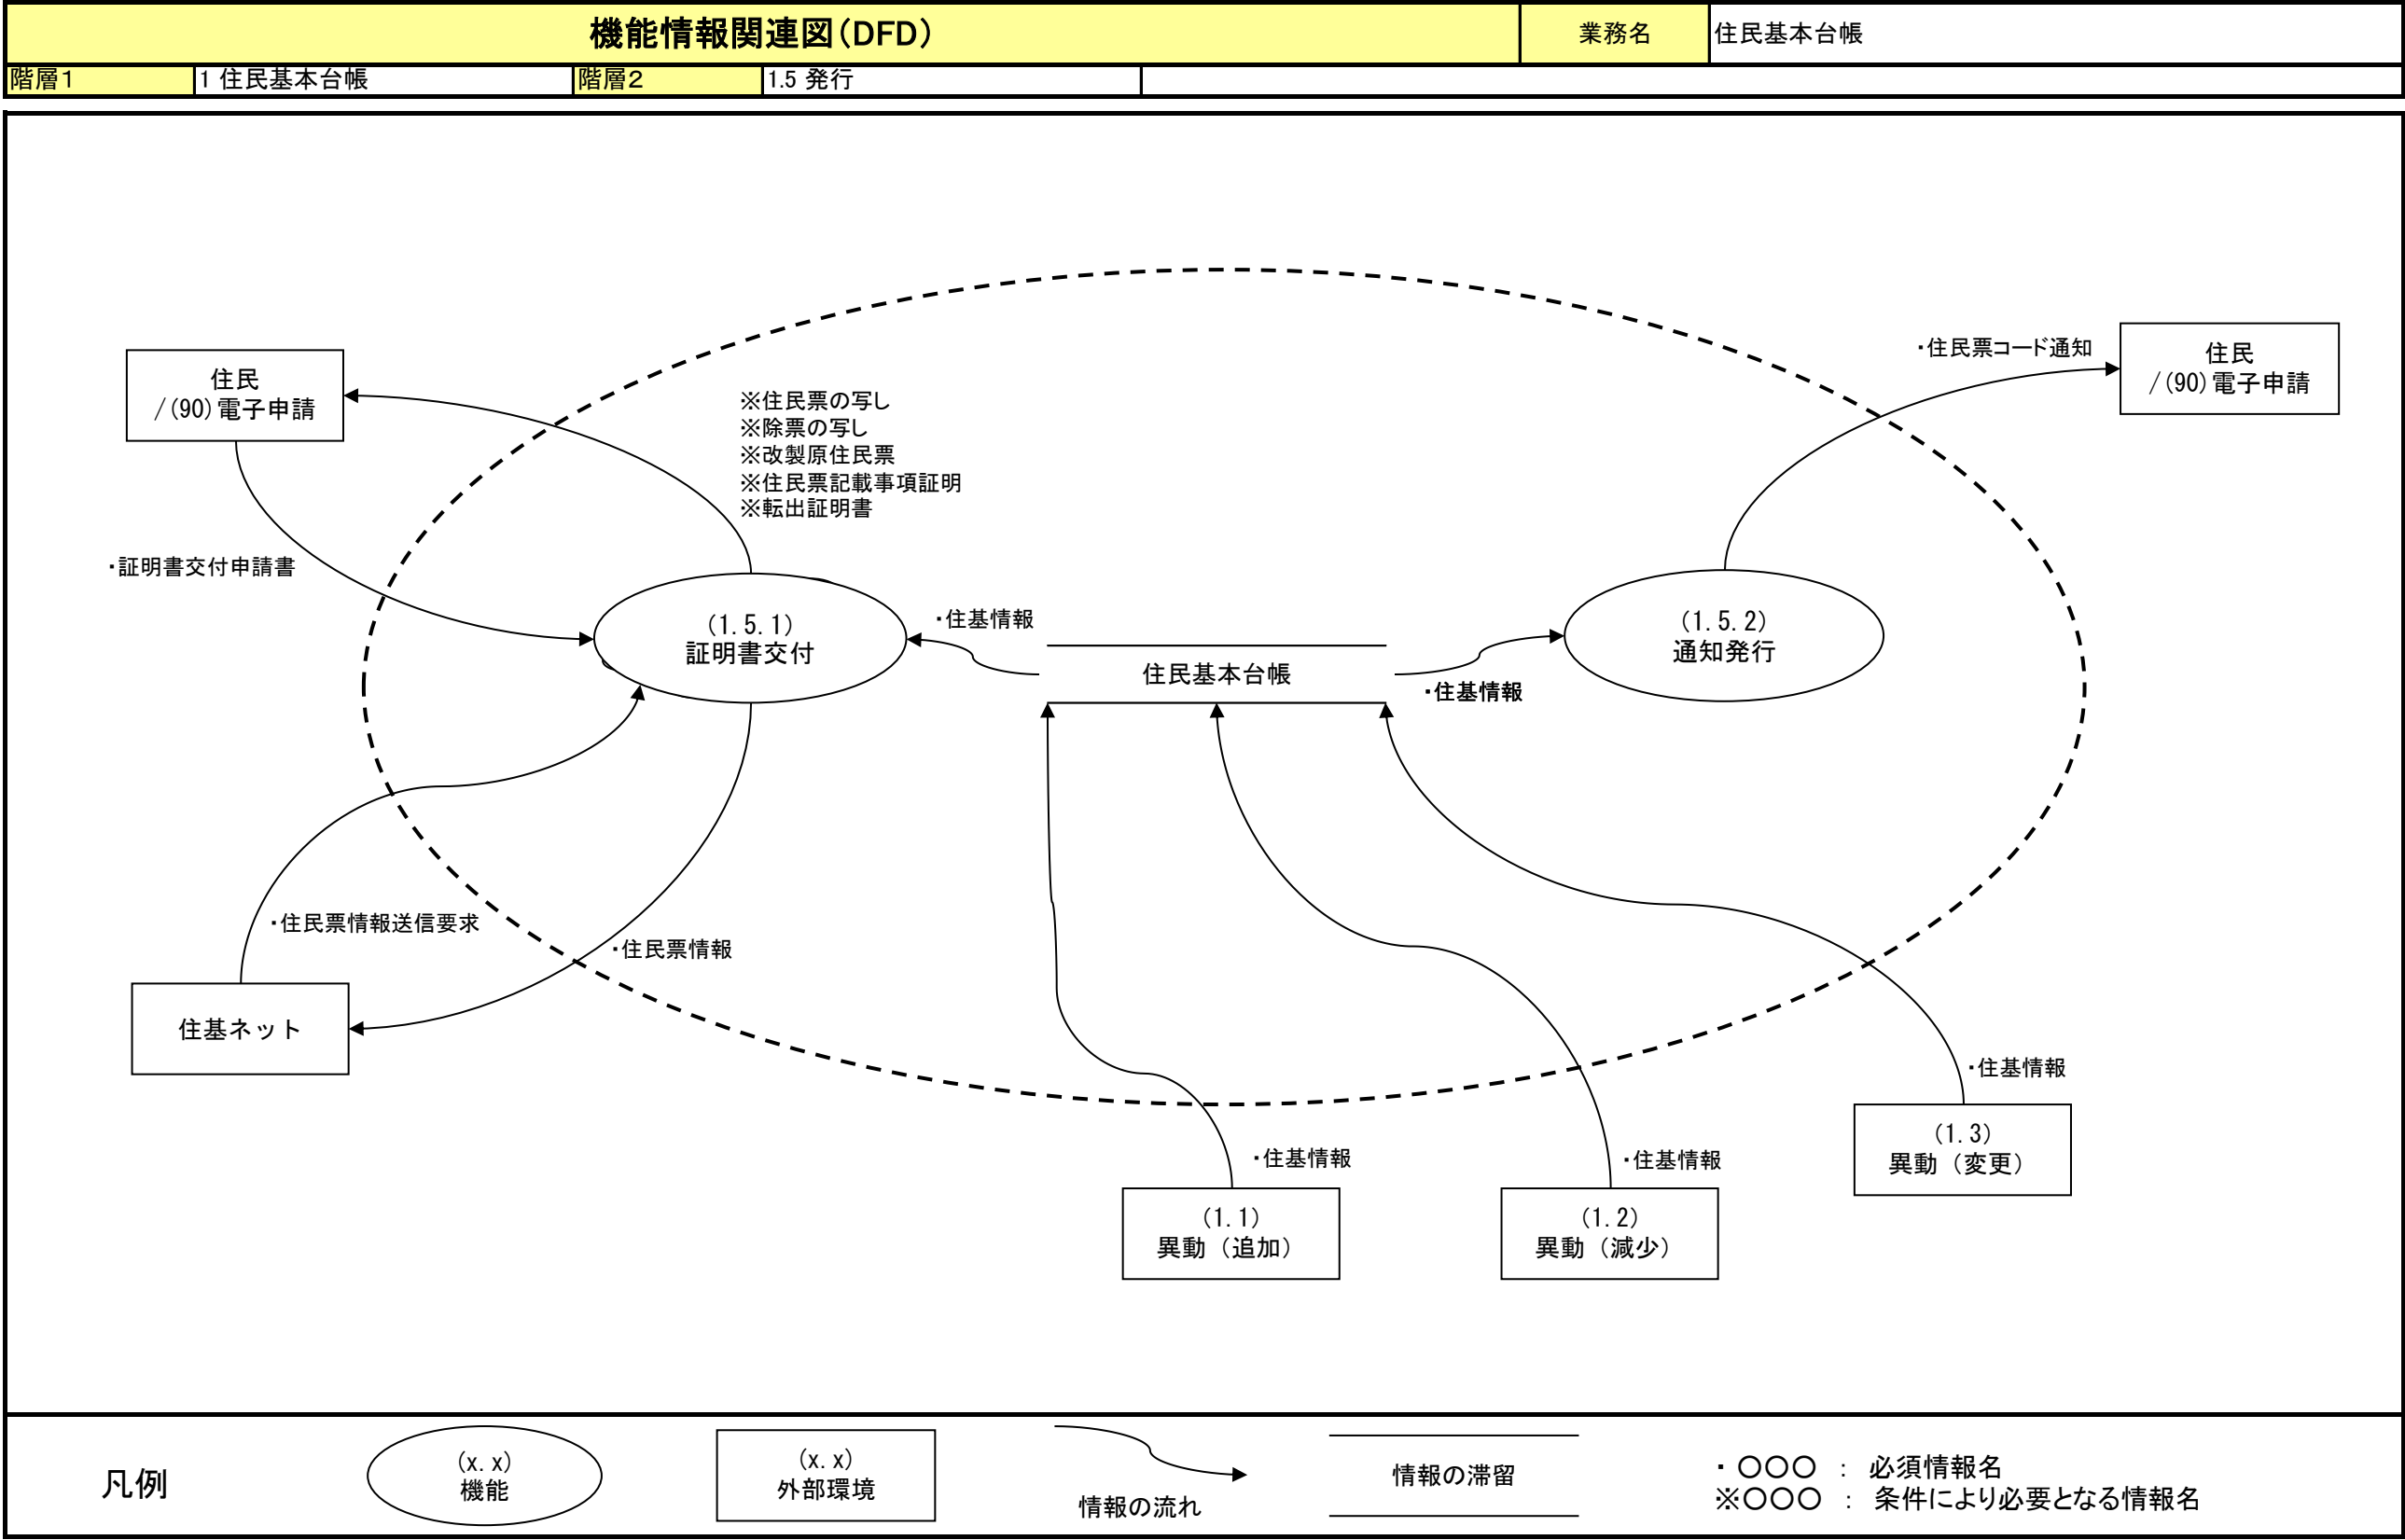 機能情報関連図（DFD）
業務名
住民基本台帳
階層１
1 住民基本台帳
階層２
1.5 発行
住民
/(90)電子申請
・住民票コード通知
住民
/(90)電子申請
※住民票の写し
※除票の写し
※改製原住民票
※住民票記載事項証明
※転出証明書
・証明書交付申請書
(1.5.1)
証明書交付
・住基情報
住民基本台帳
・住基情報
(1.5.2)
通知発行
・住民票情報送信要求
・住民票情報
住基ネット
・住基情報
(1.3)
異動（変更）
・住基情報
(1.1)
異動（追加）
・住基情報
(1.2)
異動（減少）
凡例
(x.x)
機能
(x.x)
外部環境
情報の流れ
情報の滞留
・ 〇〇〇 ： 必須情報名
※〇〇〇 ： 条件により必要となる情報名